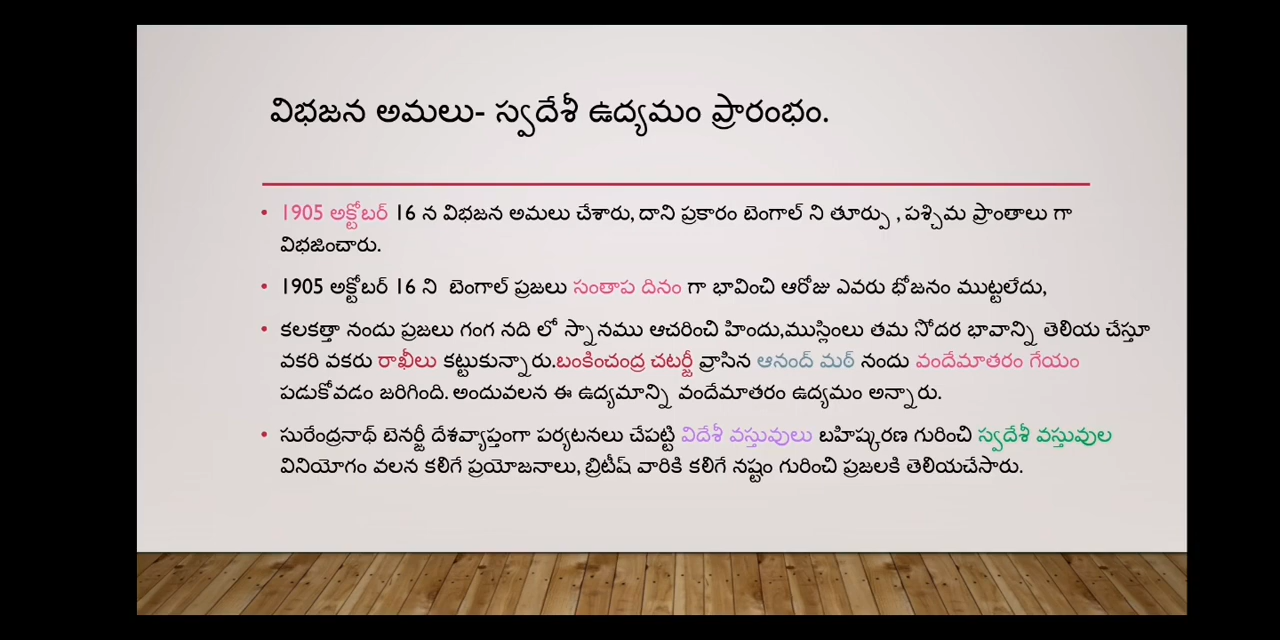 విభజన అమలు- స్వదేశీ ఉద్యమం ప్రారంభం.
• 1905 అక్టోబర్ 16 న విభజన అమలు చేశారు, దాని ప్రకారం బెంగాల్ ని తూర్పు , పశ్చిమ ప్రాంతాలు గా
విభజించారు.
• 1905 అక్టోబర్ 16 ని బెంగాల్ ప్రజలు సంతాప దినం గా భావించి ఆరోజు ఎవరు భోజనం ముట్టలేదు,
• కలకత్తా నందు ప్రజలు గంగ నది లో స్నానము ఆచరించి హిందు,ముస్లింలు తమ సోదర భావాన్ని తెలియ చేస్తూ
వకరి వకరు రాఖీలు కట్టుకున్నారు.బంకించంద్ర చటర్జీ వ్రాసిన ఆనంద్ మఠ్ నందు వందేమాతరం గేయం
పడుకోవడం జరిగింది. అందువలన ఈ ఉద్యమాన్ని వందేమాతరం ఉద్యమం అన్నారు.
• సురేంద్రనాథ్ బెనర్జీ దేశవ్యాప్తంగా పర్యటనలు చేపట్టి విదేశీ వస్తువులు బహిష్కరణ గురించి స్వదేశీ వస్తువుల
వినియోగం వలన కలిగే ప్రయోజనాలు, బ్రిటీష్ వారికి కలిగే నష్టం గురించి ప్రజలకి తెలియచేసారు.